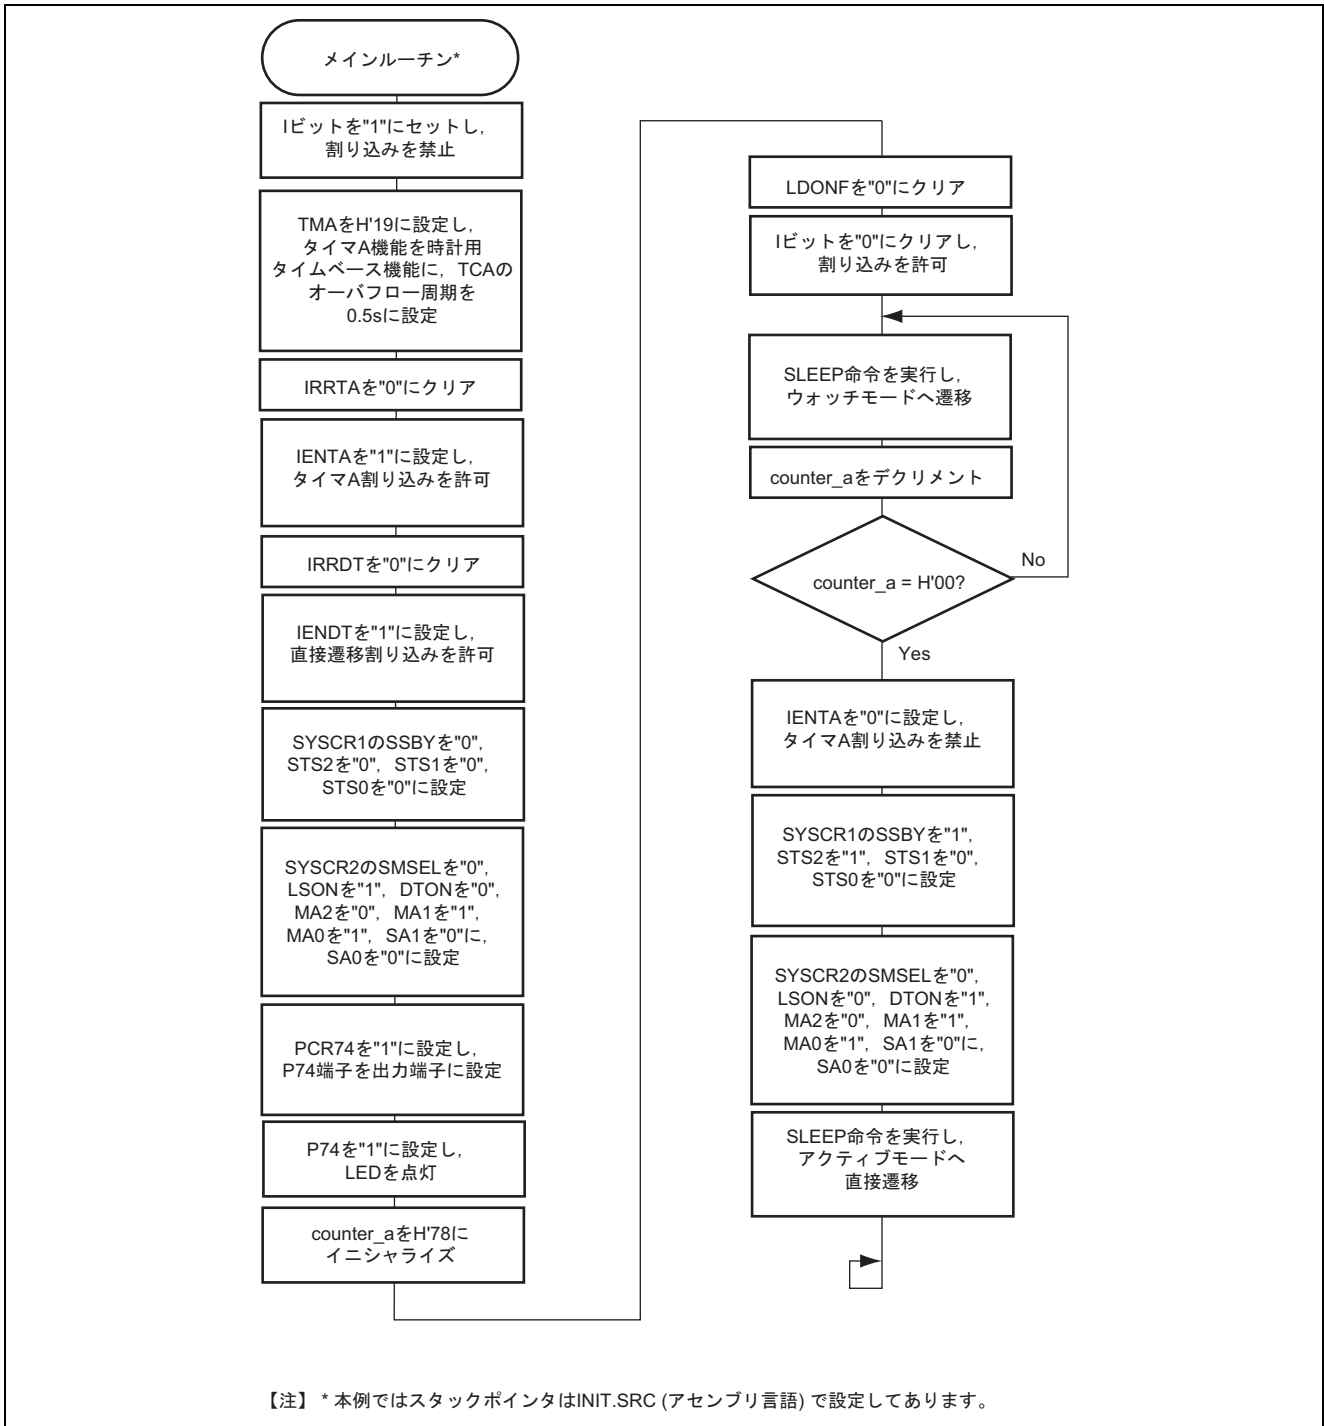 メインルーチン*
Iビットを"1"にセットし,
割り込みを禁止
TMAをH'19に設定し,
タイマA機能を時計用
タイムベース機能に, TCAの
オーバフロー周期を
0.5sに設定
IRRTAを"0"にクリア
IENTAを"1"に設定し,
タイマA割り込みを許可
IRRDTを"0"にクリア
IENDTを"1"に設定し,
直接遷移割り込みを許可
SYSCR1のSSBYを"0",
STS2を"0", STS1を"0",
STS0を"0"に設定
SYSCR2のSMSELを"0",
LSONを"1", DTONを"0",
MA2を"0", MA1を"1",
MA0を"1", SA1を"0"に,
SA0を"0"に設定
PCR74を"1"に設定し,
P74端子を出力端子に設定
P74を"1"に設定し,
LEDを点灯
counter_aをH'78に
イニシャライズ
LDONFを"0"にクリア
Iビットを"0"にクリアし,
割り込みを許可
SLEEP命令を実行し,
ウォッチモードへ遷移
counter_aをデクリメント
counter_a = H'00?
No
Yes
IENTAを"0"に設定し,
タイマA割り込みを禁止
SYSCR1のSSBYを"1",
STS2を"1", STS1を"0",
STS0を"0"に設定
SYSCR2のSMSELを"0",
LSONを"0", DTONを"1",
MA2を"0", MA1を"1",
MA0を"1", SA1を"0"に,
SA0を"0"に設定
SLEEP命令を実行し,
アクティブモードへ
直接遷移
【注】 * 本例ではスタックポインタはINIT.SRC (アセンブリ言語) で設定してあります。